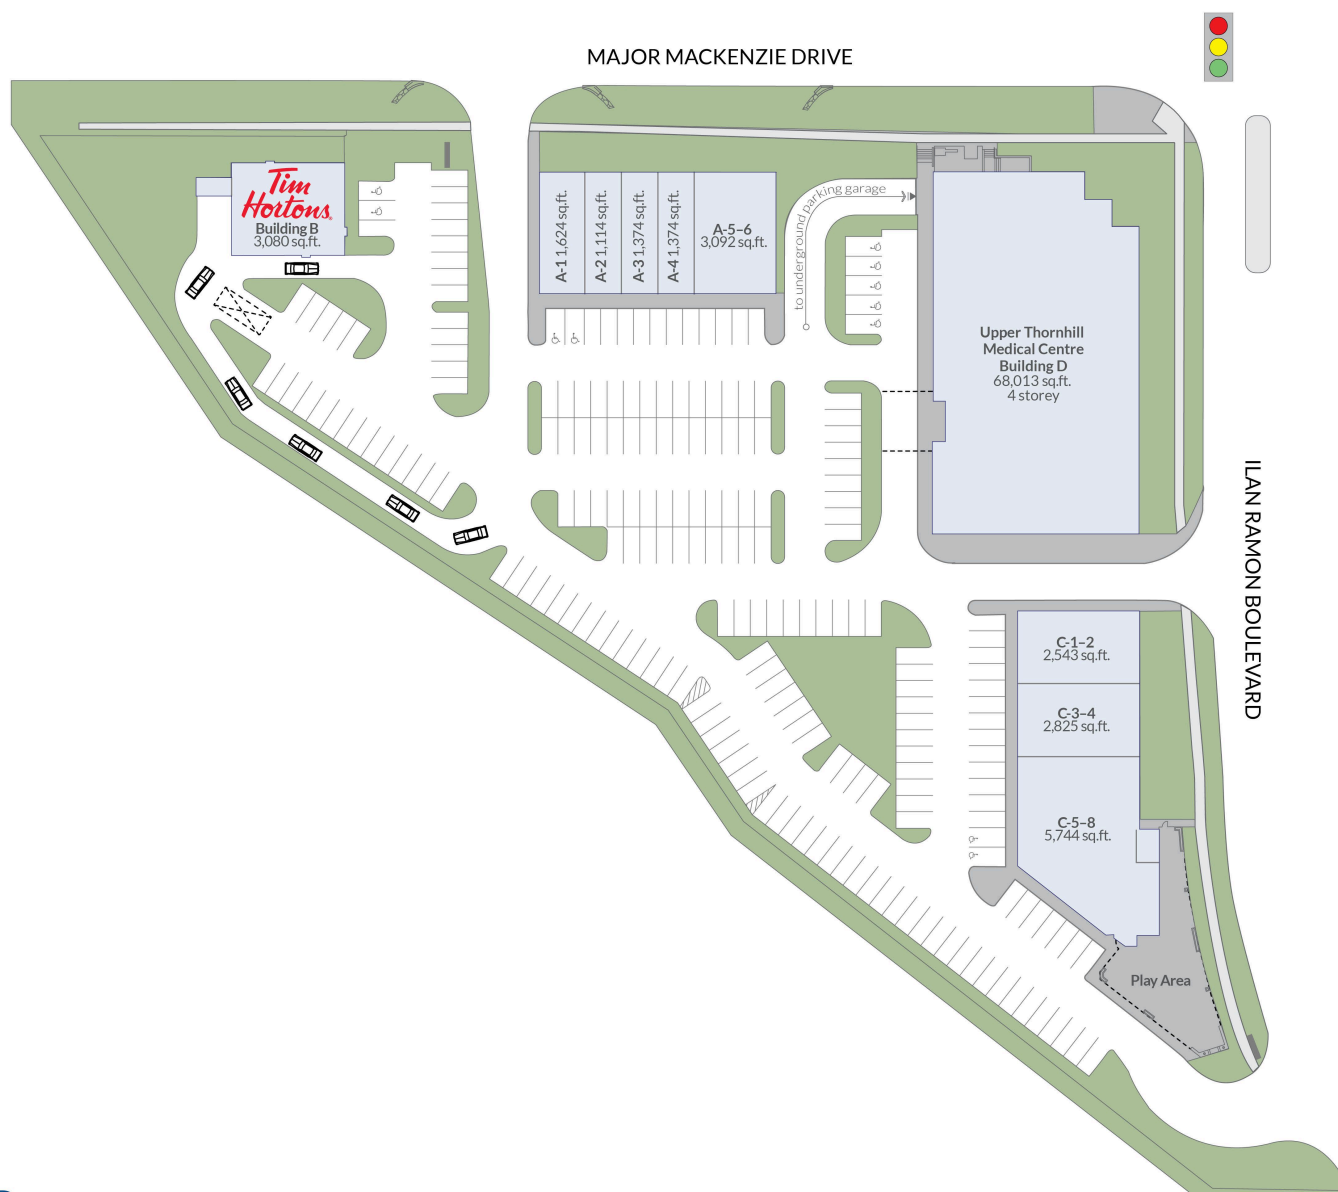 MAJOR MACKENZIE DRIVE
Tim
Hortons.
Building B
3,080 sq.ft.
A-1 1,624 sq.ft.
A-2 1,114 sq.ft.
A-3 1,374 sq.ft.
A-4 1,374 sq.ft.
A-5–6
3,092 sq.ft.
to underground parking garage
Upper Thornhill
Medical Centre
Building D
68,013 sq.ft.
4 storey
ILAN RAMON BOULEVARD
C-1–2
2,543 sq.ft.
C-3–4
2,825 sq.ft.
C-5–8
5,744 sq.ft.
Play Area